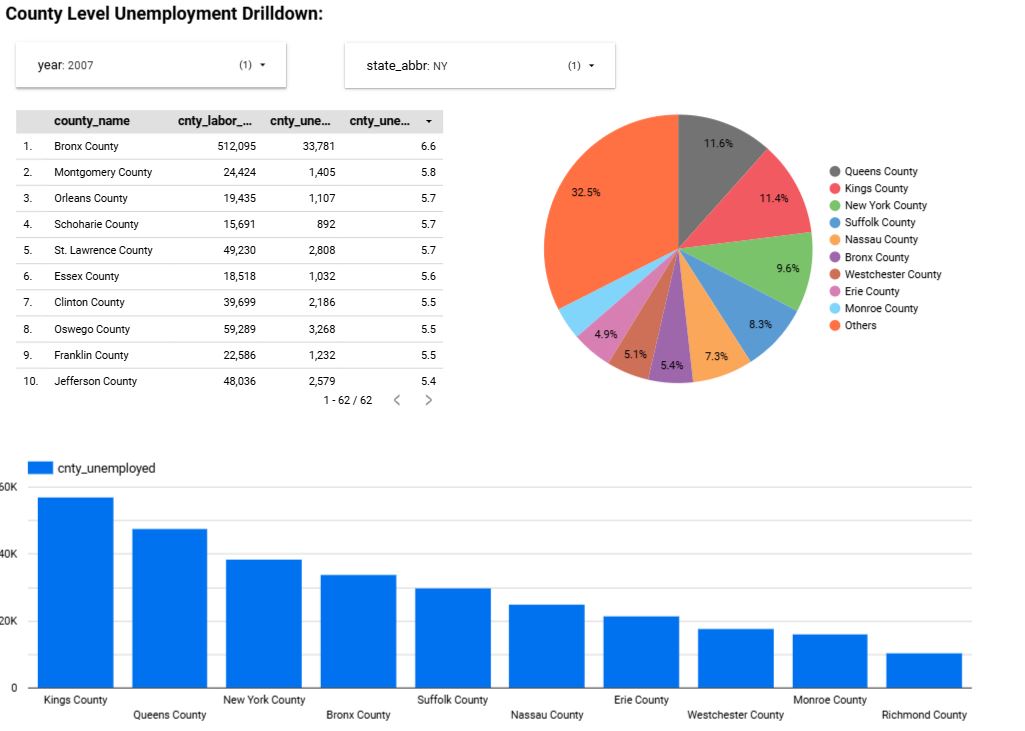 County Level Unemployment Drilldown:
year: 2007 (1)
state_abbr: NY (1)
county_name cnty_labor_... cnty_une... cnty_une...
1. Bronx County 512,095 33,781 6.6
2. Montgomery County 24,424 1,405 5.8
3. Orleans County 19,435 1,107 5.7
4. Schoharie County 15,691 892 5.7
5. St. Lawrence County 49,230 2,808 5.7
6. Essex County 18,518 1,032 5.6
7. Clinton County 39,699 2,186 5.5
8. Oswego County 59,289 3,268 5.5
9. Franklin County 22,586 1,232 5.5
10. Jefferson County 48,036 2,579 5.4
1 - 62 / 62
11.6%
11.4%
9.6%
8.3%
7.3%
5.4%
5.1%
4.9%
32.5%
Queens County
Kings County
New York County
Suffolk County
Nassau County
Bronx County
Westchester County
Erie County
Monroe County
Others
cnty_unemployed
60K
40K
20K
0
Kings County
Queens County
New York County
Bronx County
Suffolk County
Nassau County
Erie County
Westchester County
Monroe County
Richmond County